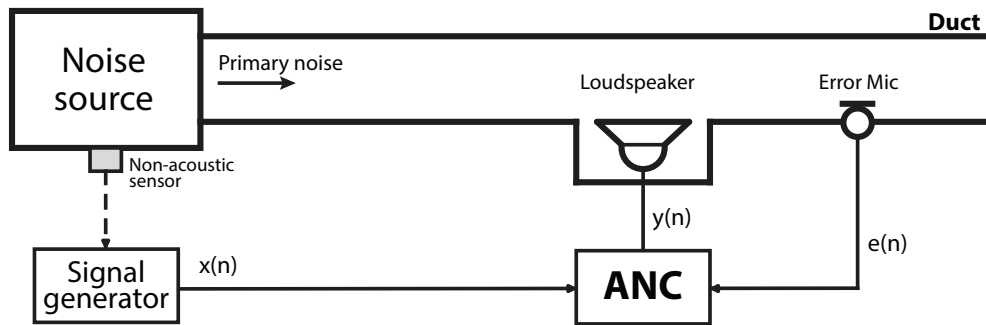 Duct
Noise
source
Primary noise
Loudspeaker
Error Mic
Non-acoustic
sensor
y(n)
e(n)
x(n)
Signal
generator
ANC